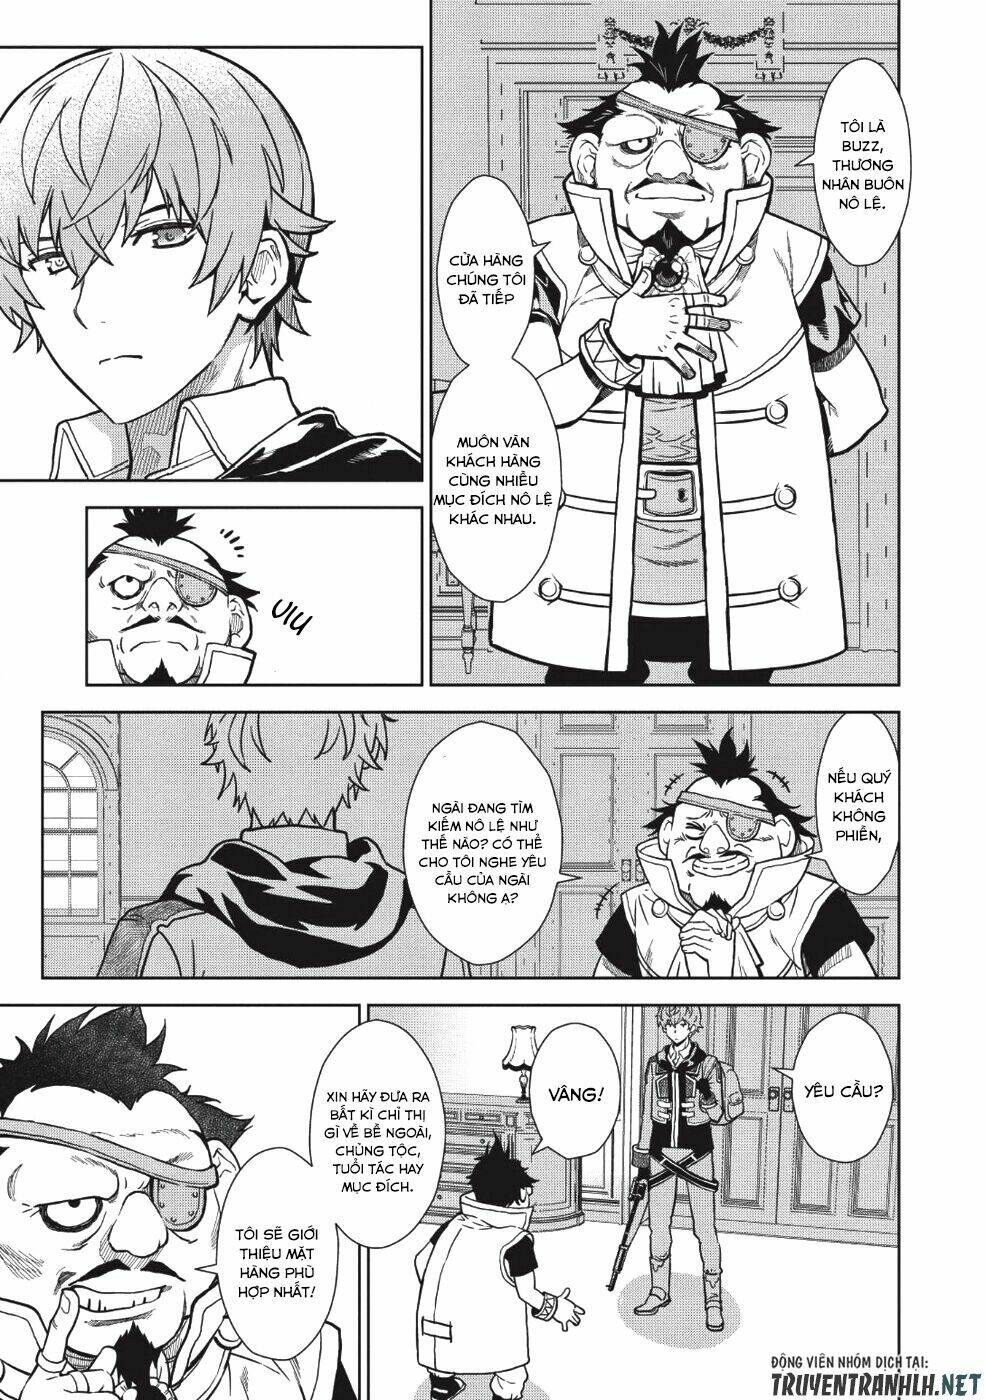 TÔI LÀ
BUZZ,
THƯƠNG
NHÂN BUÔN
NÔ LỆ.
CỬA HÀNG
CHÚNG TÔI
ĐÃ TIẾP
MUÔN VÀN
KHÁCH HÀNG
CÙNG NHIỀU
MỤC ĐÍCH NÔ LỆ
KHÁC NHAU.
VIU
NẾU QUÝ
KHÁCH
KHÔNG
PHIỀN,
NGÀI ĐANG TÌM
KIẾM NÔ LỆ NHƯ
THẾ NÀO? CÓ THỂ
CHO TÔI NGHE YÊU
CẦU CỦA NGÀI
KHÔNG Ạ?
YÊU CẦU?
VÂNG!
XIN HÃY ĐƯA RA
BẤT KÌ CHỈ THỊ
GÌ VỀ BỀ NGOÀI,
CHỦNG TỘC,
TUỔI TÁC HAY
MỤC ĐÍCH.
TÔI SẼ GIỚI
THIỆU MẶT
HÀNG PHÙ
HỢP NHẤT!
ĐỘNG VIÊN NHÓM DỊCH TẠI:
TRUYENTRANHLH.NET